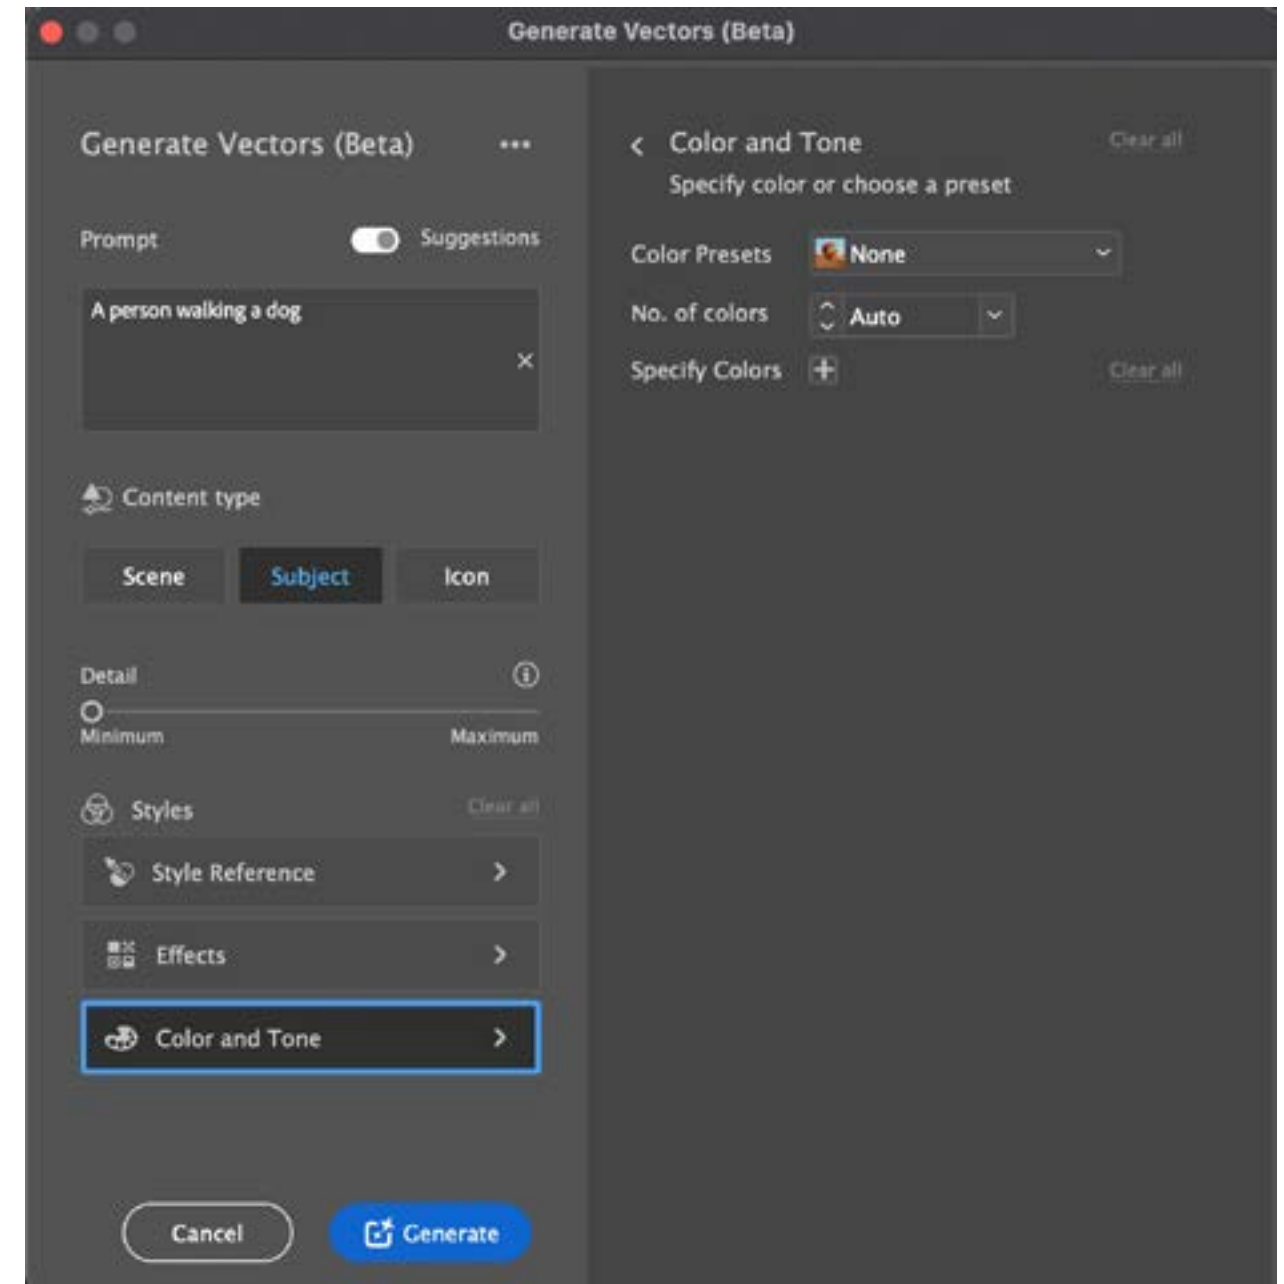 Generate Vectors (Beta)
Generate Vectors (Beta)
Prompt
Suggestions
A person walking a dog
Content type
Scene Subject Icon
Detail
Minimum Maximum
Styles Clear all
Style Reference
Effects
Color and Tone
Cancel Generate
Color and Tone Clear all
Specify color or choose a preset
Color Presets None
No. of colors Auto
Specify Colors Clear all